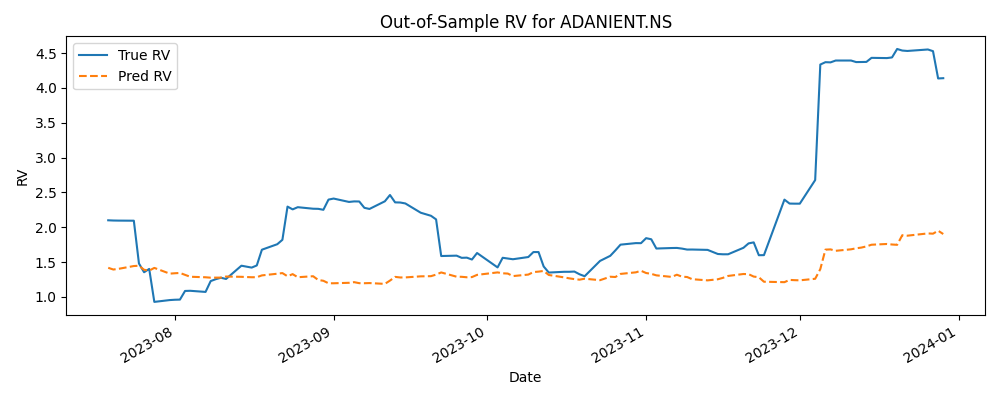 Out-of-Sample RV for ADANIENT.NS
True RV
Pred RV
4.5
4.0
3.5
3.0
2.5
2.0
1.5
1.0
RV
2023-08
2023-09
2023-10
2023-11
2023-12
2024-01
Date